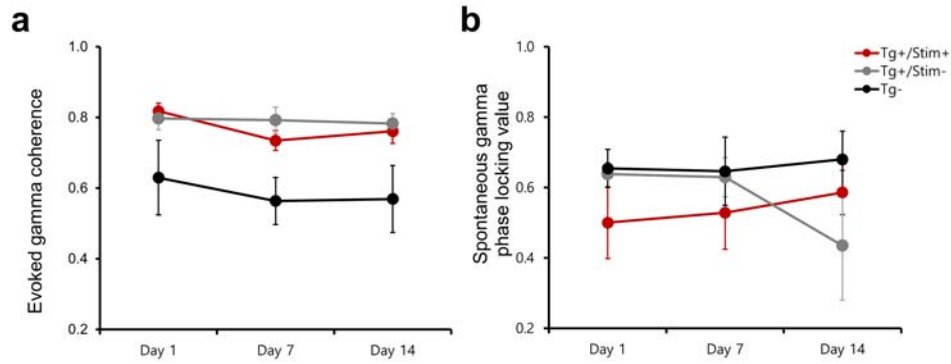 a
Evoked gamma coherence
1.0
0.8
0.6
0.4
0.2
Day 1
Day 7
Day 14
b
Spontaneous gamma
phase locking value
1.0
0.8
0.6
0.4
0.2
Day 1
Day 7
Day 14
Tg+/Stim+
Tg+/Stim-
Tg-